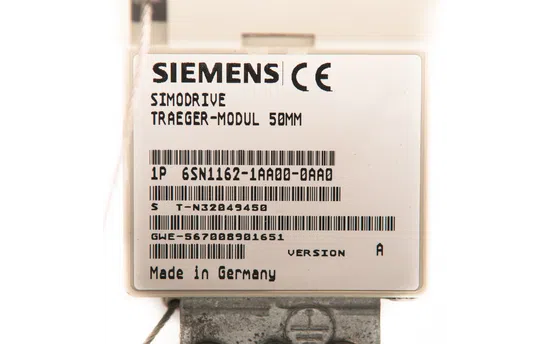 SIEMENS CE
SIMODRIVE
TRAEGER-MODUL 50MM
1P 6SN1162-1AA00-0AA0
S T-N32049450
GWE-567008901651
VERSION A
Made in Germany